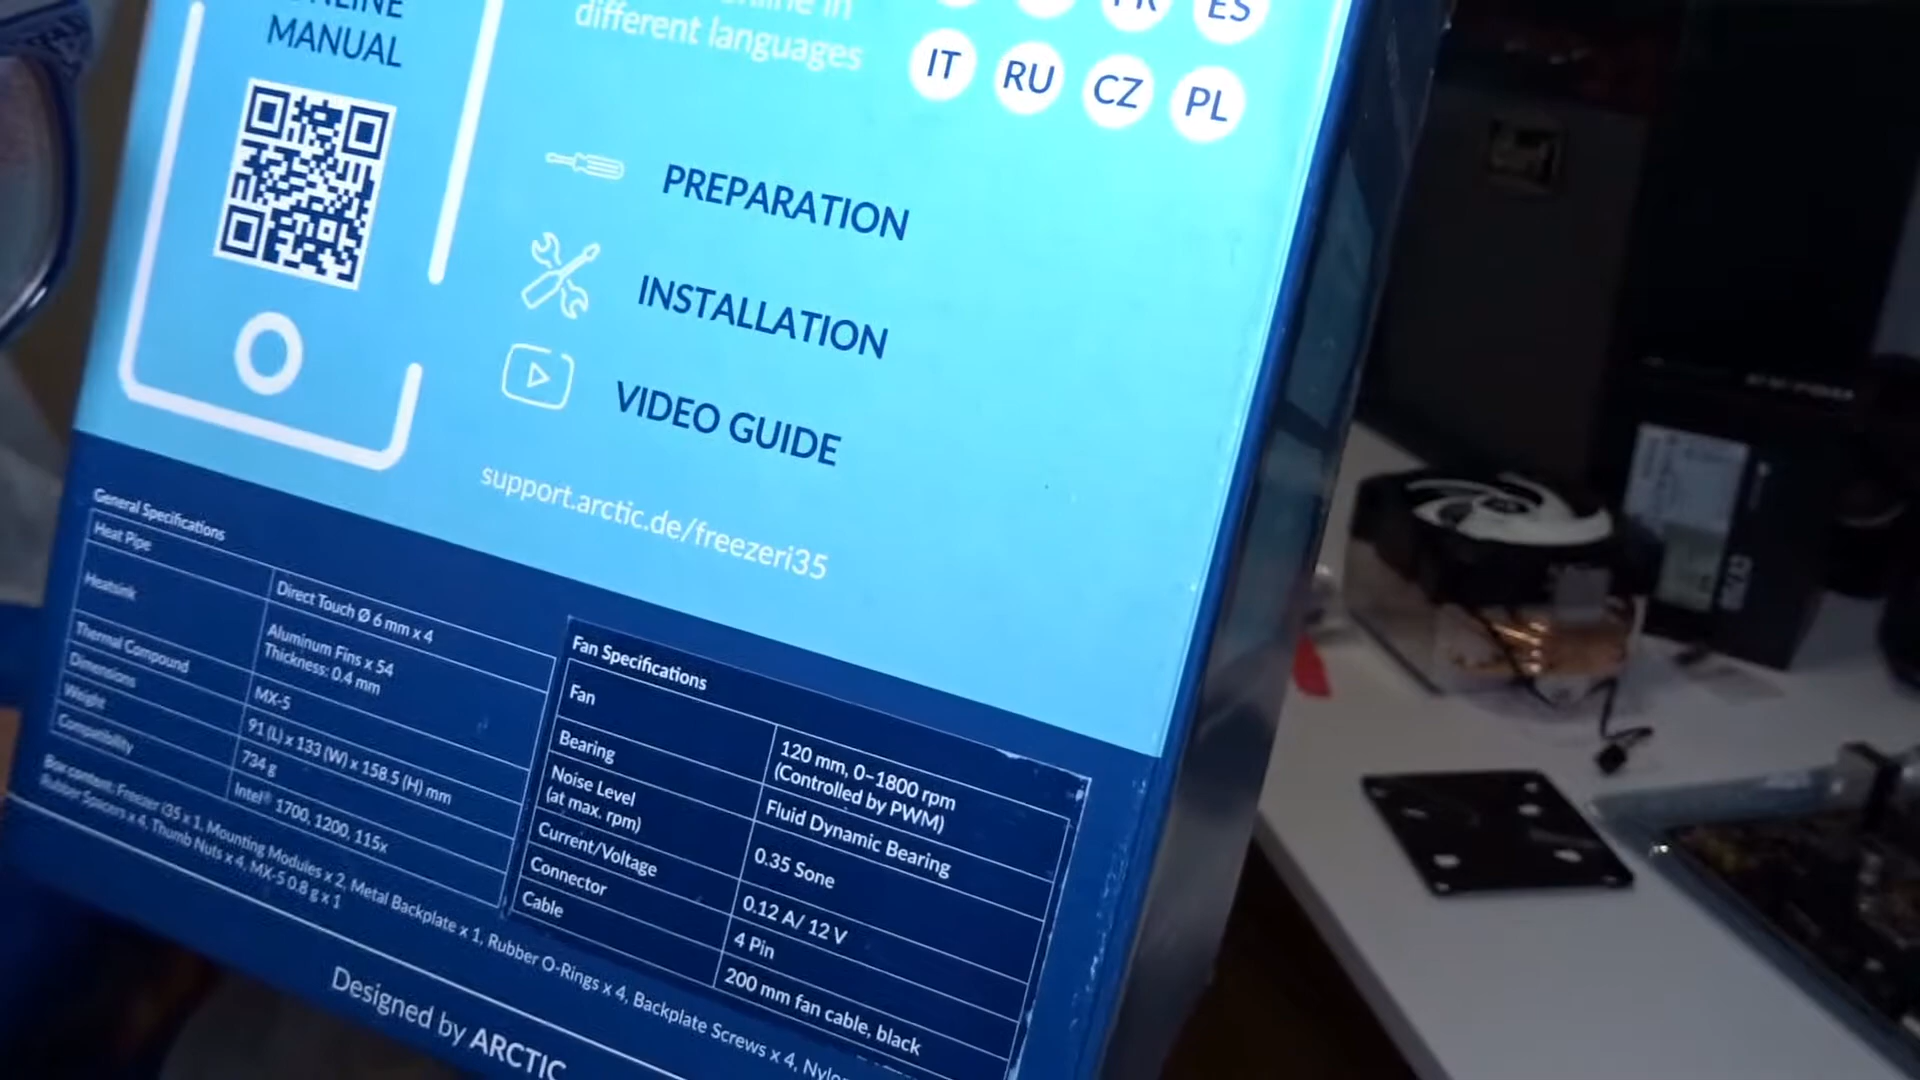 MANUAL
different languages
ES
IT RU CZ PL
PREPARATION
INSTALLATION
VIDEO GUIDE
support.arctic.de/freezeri35
General Specifications
Heat Pipe
Direct Touch Ø 6 mm x 4
Heatsink
Aluminum Fins x 54
Thickness: 0.4 mm
Thermal Compound
MX-5
Dimensions
91 (L) x 133 (W) x 158.5 (H) mm
Weight
734 g
Compatibility
Intel® 1700, 1200, 115x
Fan Specifications
Fan
120 mm, 0–1800 rpm
(Controlled by PWM)
Bearing
Fluid Dynamic Bearing
Noise Level
(at max. rpm)
0.35 Sone
Current/Voltage
0.12 A/ 12 V
Connector
4 Pin
Cable
200 mm fan cable, black
Box content: Freezer i35 x 1, Mounting Modules x 2, Metal Backplate x 1, Rubber O-Rings x 4, Backplate Screws x 4,
Rubber Spicers x 4, Thumb Nuts x 4, MX-5 0.8 g x 1
Designed by ARCTIC